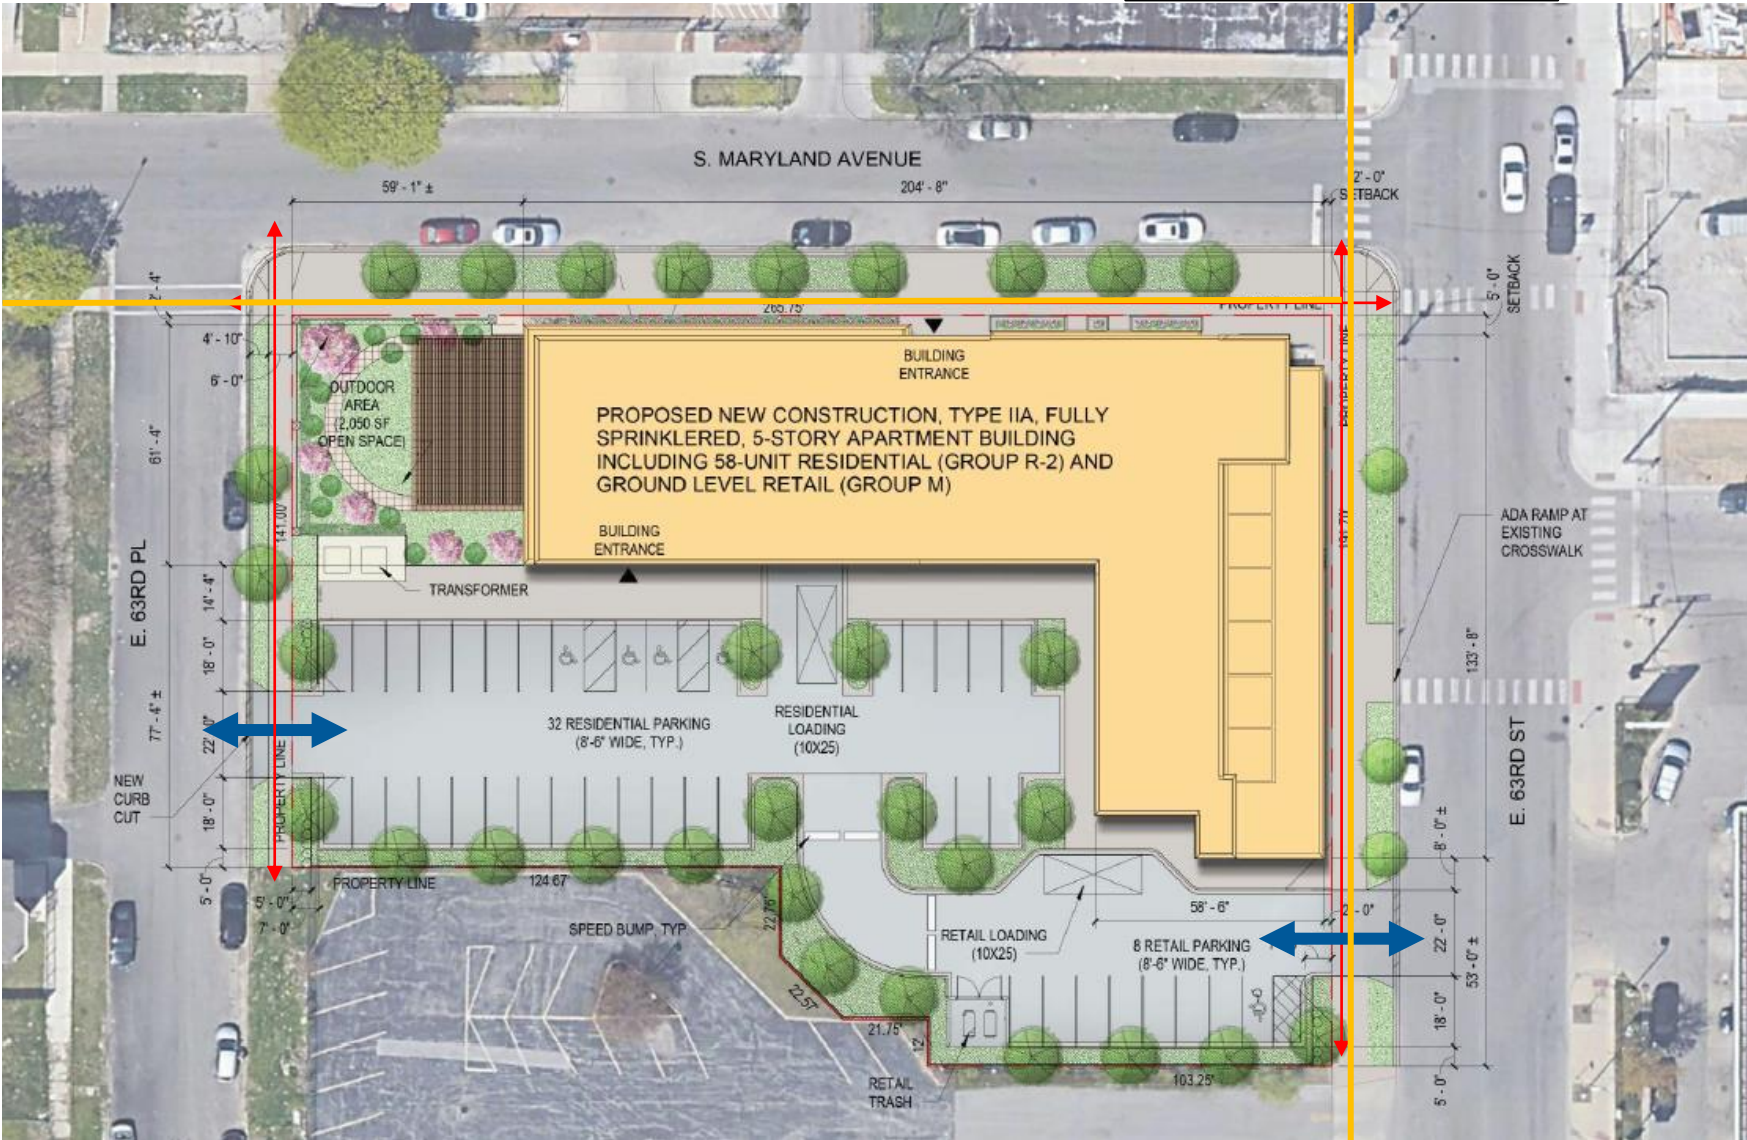 S. MARYLAND AVENUE
59' - 1" ±
204' - 8"
2' - 0"
SETBACK
5' - 0"
SETBACK
265.75'
PROPERTY LINE
4' - 10"
6' - 0"
OUTDOOR
AREA
(2,050 SF
OPEN SPACE)
BUILDING
ENTRANCE
PROPOSED NEW CONSTRUCTION, TYPE IIA, FULLY
SPRINKLERED, 5-STORY APARTMENT BUILDING
INCLUDING 58-UNIT RESIDENTIAL (GROUP R-2) AND
GROUND LEVEL RETAIL (GROUP M)
BUILDING
ENTRANCE
PROPERTY LINE
61' - 4"
141.00'
ADA RAMP AT
EXISTING
CROSSWALK
E. 63RD PL
14' - 4"
TRANSFORMER
18' - 0"
133' - 8"
77' - 4" ±
22' - 0"
32 RESIDENTIAL PARKING
(8'-6" WIDE, TYP.)
RESIDENTIAL
LOADING
(10X25)
E. 63RD ST
NEW
CURB
CUT
18' - 0"
PROPERTY LINE
8' - 0" ±
5' - 0"
PROPERTY LINE
124.67'
5' - 0"
7' - 0"
SPEED BUMP, TYP.
22.76'
RETAIL LOADING
(10X25)
58' - 6"
2' - 0"
8 RETAIL PARKING
(8'-6" WIDE, TYP.)
22' - 0"
53' - 0" ±
22.57'
21.75'
12'
18' - 0"
RETAIL
TRASH
103.25'
5' - 0"